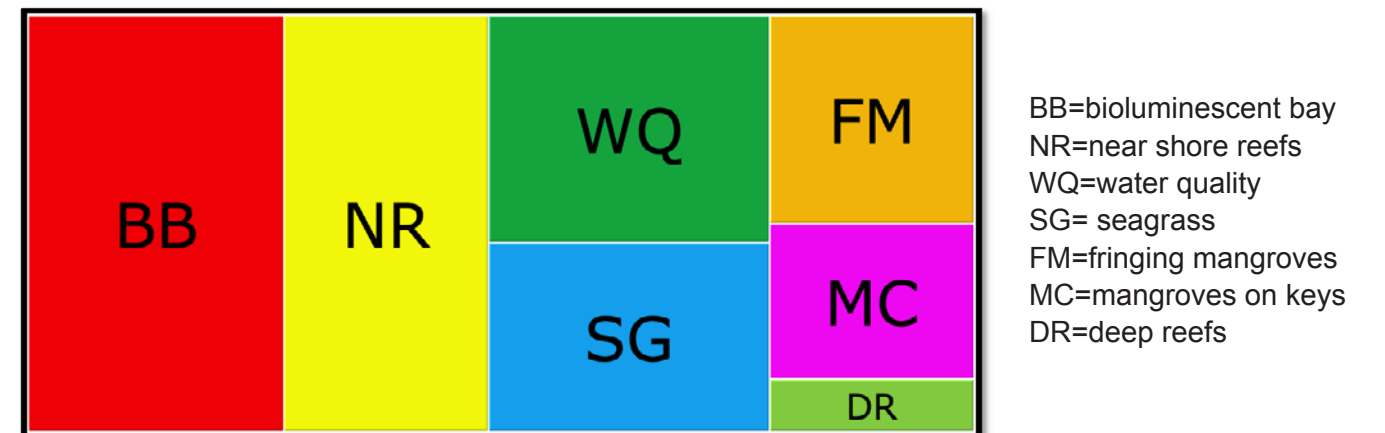 BB
NR
WQ
SG
FM
MC
DR
BB=bioluminescent bay
NR=near shore reefs
WQ=water quality
SG= seagrass
FM=fringing mangroves
MC=mangroves on keys
DR=deep reefs